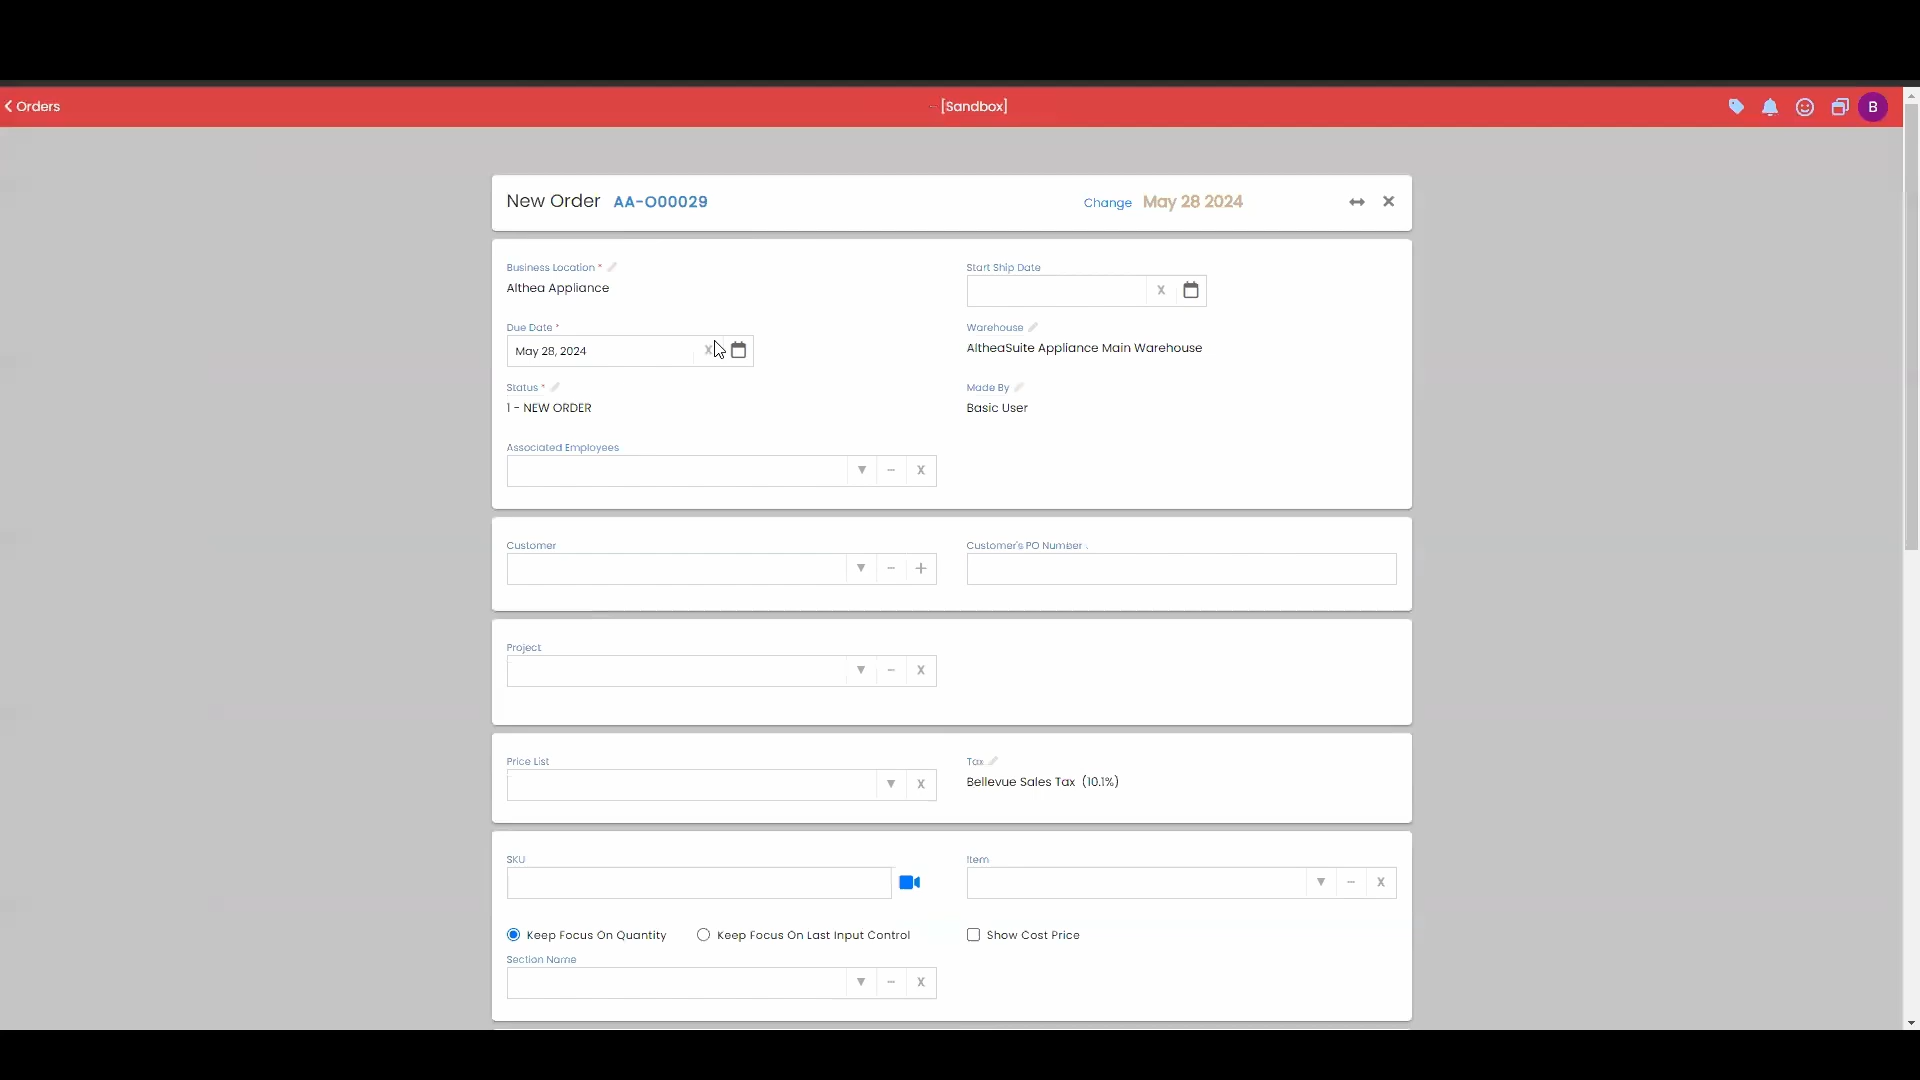 Orders
- [Sandbox]
B
New Order AA-O00029
Change May 28 2024
Business Location *
Althea Appliance
Start Ship Date
X
Due Date *
May 28, 2024
X
Warehouse
AltheaSuite Appliance Main Warehouse
Status *
1 - NEW ORDER
Made By
Basic User
Associated Employees
X
Customer
Customer's PO Number
Project
X
Price List
X
Tax
Bellevue Sales Tax (10.1%)
SKU
Item
X
Keep Focus On Quantity
Keep Focus On Last Input Control
Show Cost Price
Section Name
X